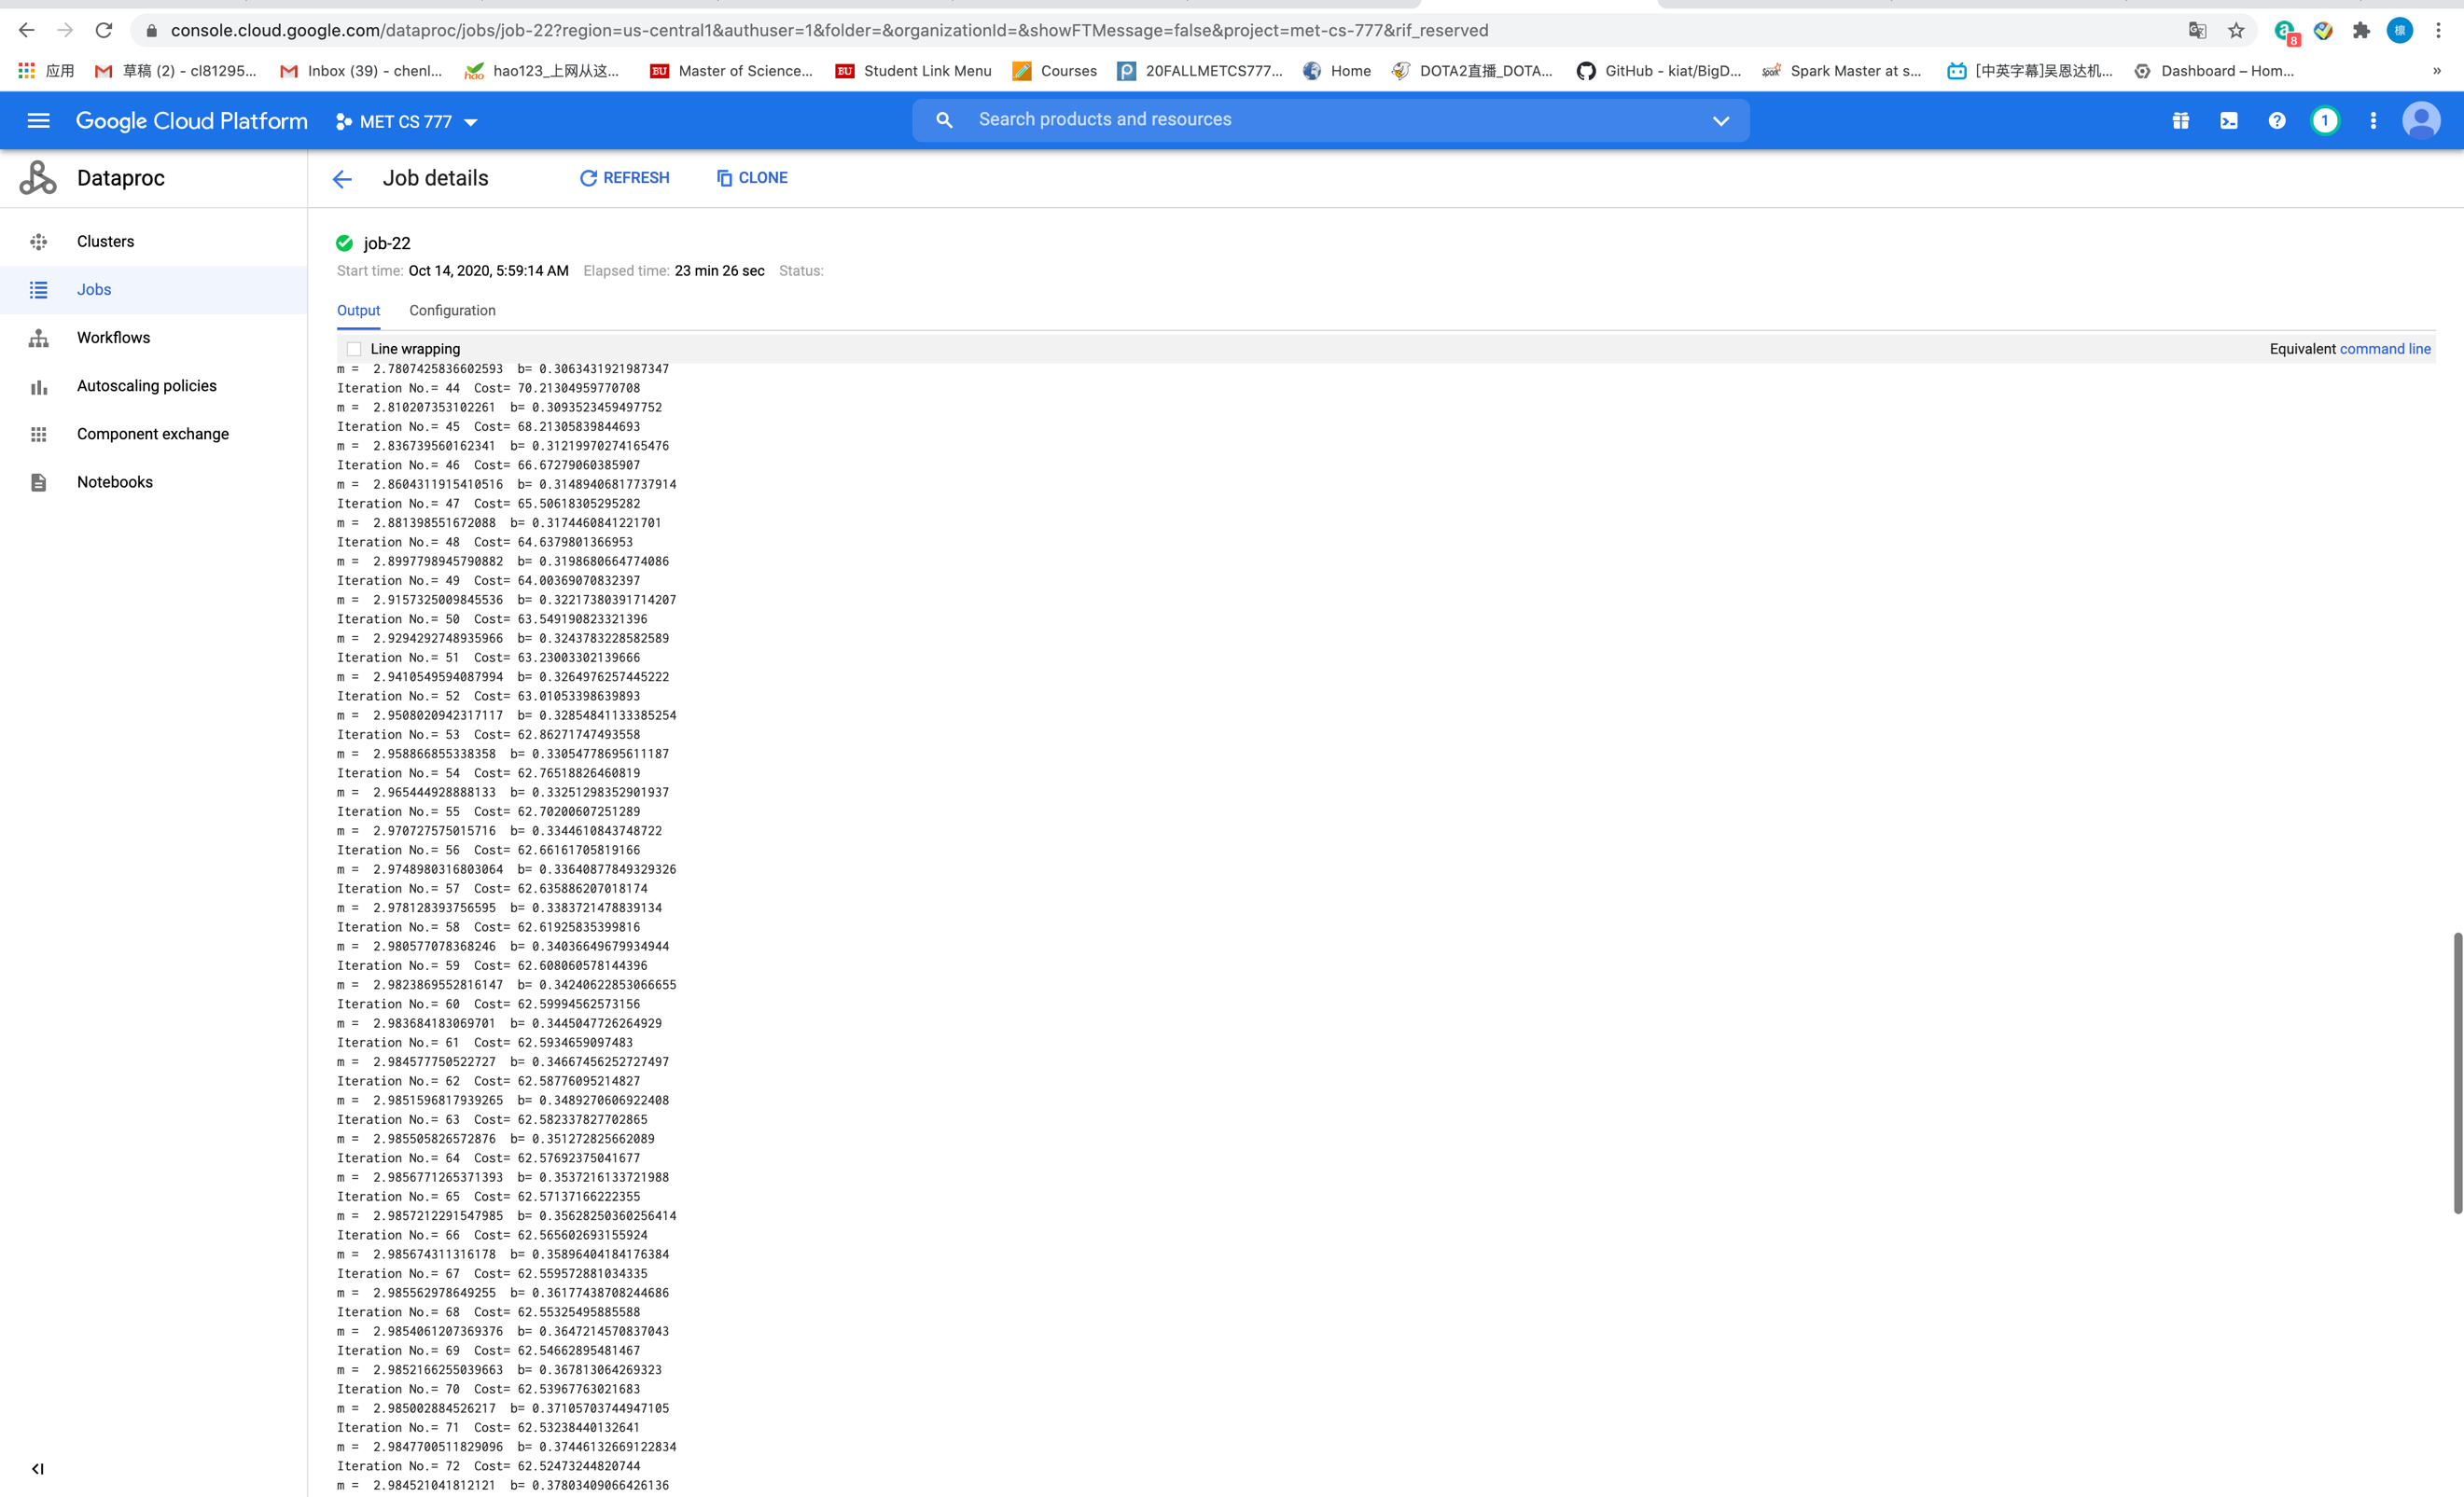 console.cloud.google.com/dataproc/jobs/job-22?region=us-central1&authuser=1&folder=&organizationId=&showFTMessage=false&project=met-cs-777&rif_reserved
8
標
应用
草稿 (2) - cl81295...
Inbox (39) - chenl...
hao123_上网从这...
BU Master of Science...
BU Student Link Menu
Courses
20FALLMETCS777...
Home
DOTA2直播_DOTA...
GitHub - kiat/BigD...
Spark Master at s...
[中英字幕]吴恩达机...
Dashboard – Hom...
»
Google Cloud Platform
MET CS 777
Search products and resources
1
Dataproc
Job details
REFRESH
CLONE
Clusters
Jobs
Workflows
Autoscaling policies
Component exchange
Notebooks
job-22
Start time: Oct 14, 2020, 5:59:14 AM Elapsed time: 23 min 26 sec Status:
Output Configuration
Line wrapping
Equivalent command line
m =  2.7807425836602593  b= 0.3063431921987347
Iteration No.= 44  Cost= 70.21304959770708
m =  2.810207353102261  b= 0.3093523459497752
Iteration No.= 45  Cost= 68.21305839844693
m =  2.836739560162341  b= 0.31219970274165476
Iteration No.= 46  Cost= 66.67279060385907
m =  2.8604311915410516  b= 0.31489406817737914
Iteration No.= 47  Cost= 65.50618305295282
m =  2.881398551672088  b= 0.3174460841221701
Iteration No.= 48  Cost= 64.6379801366953
m =  2.8997798945790882  b= 0.3198680664774086
Iteration No.= 49  Cost= 64.00369070832397
m =  2.9157325009845536  b= 0.32217380391714207
Iteration No.= 50  Cost= 63.549190823321396
m =  2.9294292748935966  b= 0.3243783228582589
Iteration No.= 51  Cost= 63.23003302139666
m =  2.9410549594087994  b= 0.3264976257445222
Iteration No.= 52  Cost= 63.01053398639893
m =  2.9508020942317117  b= 0.32854841133385254
Iteration No.= 53  Cost= 62.86271747493558
m =  2.958866855338358  b= 0.33054778695611187
Iteration No.= 54  Cost= 62.76518826460819
m =  2.965444928888133  b= 0.33251298352901937
Iteration No.= 55  Cost= 62.70200607251289
m =  2.970727575015716  b= 0.3344610843748722
Iteration No.= 56  Cost= 62.66161705819166
m =  2.9748980316803064  b= 0.33640877849329326
Iteration No.= 57  Cost= 62.635886207018174
m =  2.978128393756595  b= 0.3383721478839134
Iteration No.= 58  Cost= 62.61925835399816
m =  2.980577078368246  b= 0.34036649679934944
Iteration No.= 59  Cost= 62.608060578144396
m =  2.9823869552816147  b= 0.34240622853066655
Iteration No.= 60  Cost= 62.59994562573156
m =  2.983684183069701  b= 0.3445047726264929
Iteration No.= 61  Cost= 62.5934659097483
m =  2.984577750522727  b= 0.34667456252727497
Iteration No.= 62  Cost= 62.58776095214827
m =  2.9851596817939265  b= 0.3489270606922408
Iteration No.= 63  Cost= 62.582337827702865
m =  2.985505826572876  b= 0.351272825662089
Iteration No.= 64  Cost= 62.57692375041677
m =  2.9856771265371393  b= 0.3537216133721988
Iteration No.= 65  Cost= 62.57137166222355
m =  2.9857212291547985  b= 0.35628250360256414
Iteration No.= 66  Cost= 62.565602693155924
m =  2.985674311316178  b= 0.35896404184176384
Iteration No.= 67  Cost= 62.559572881034335
m =  2.985562978649255  b= 0.36177438708244686
Iteration No.= 68  Cost= 62.55325495885588
m =  2.9854061207369376  b= 0.3647214570837043
Iteration No.= 69  Cost= 62.54662895481467
m =  2.9852166255039663  b= 0.367813064269323
Iteration No.= 70  Cost= 62.53967763021683
m =  2.985002884526217  b= 0.37105703744947105
Iteration No.= 71  Cost= 62.53238440132641
m =  2.9847700511829096  b= 0.37446132669122834
Iteration No.= 72  Cost= 62.52473244820744
m =  2.984521041812121  b= 0.37803409066426136